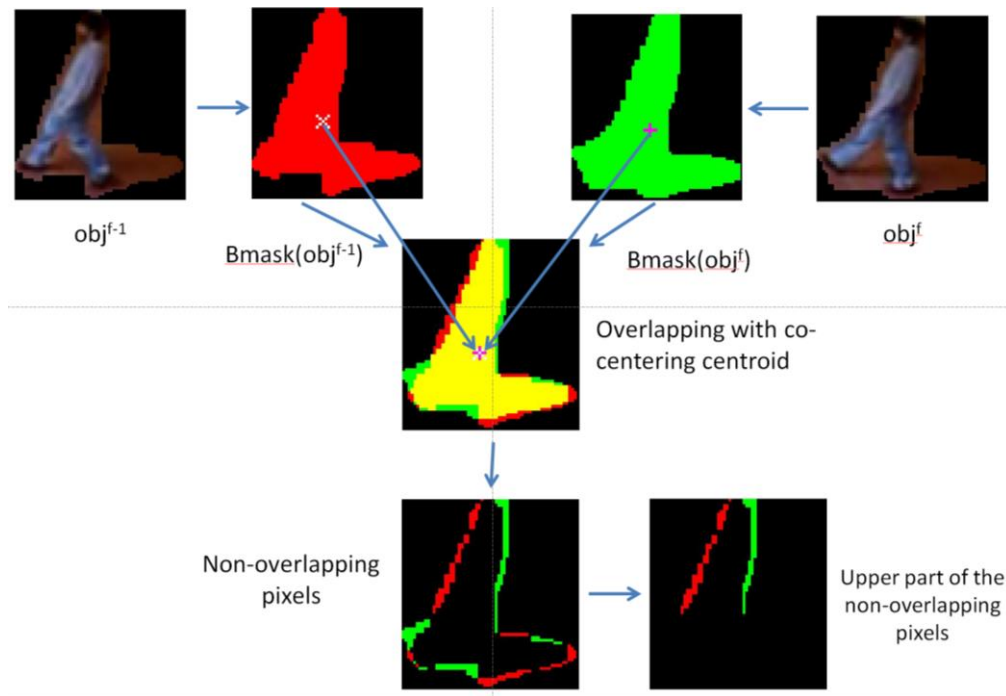 obj^f-1
Bmask(obj^f-1)
Bmask(obj^f)
obj^f
Overlapping with co-
centering centroid
Non-overlapping
pixels
Upper part of the
non-overlapping
pixels